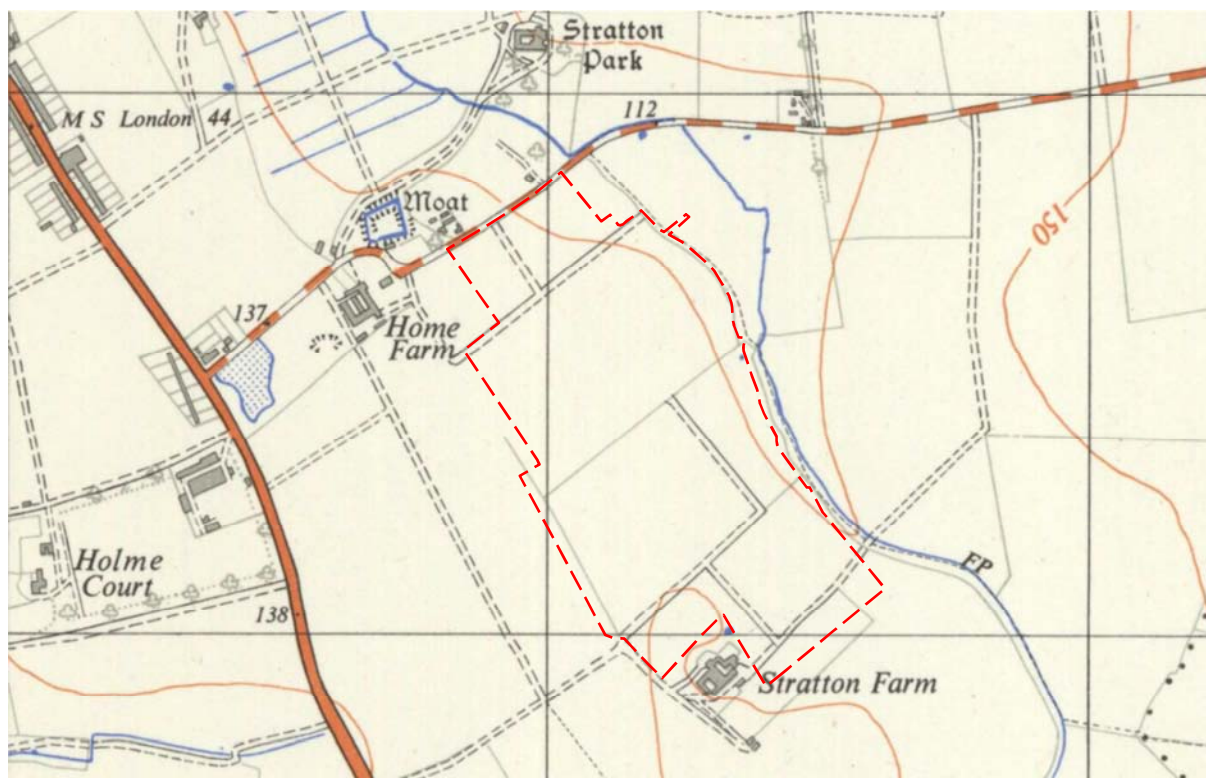 Stratton
Park
M S London 44
112
Moat
150
137
Home
Farm
FP
Holme
Court
138
Stratton Farm